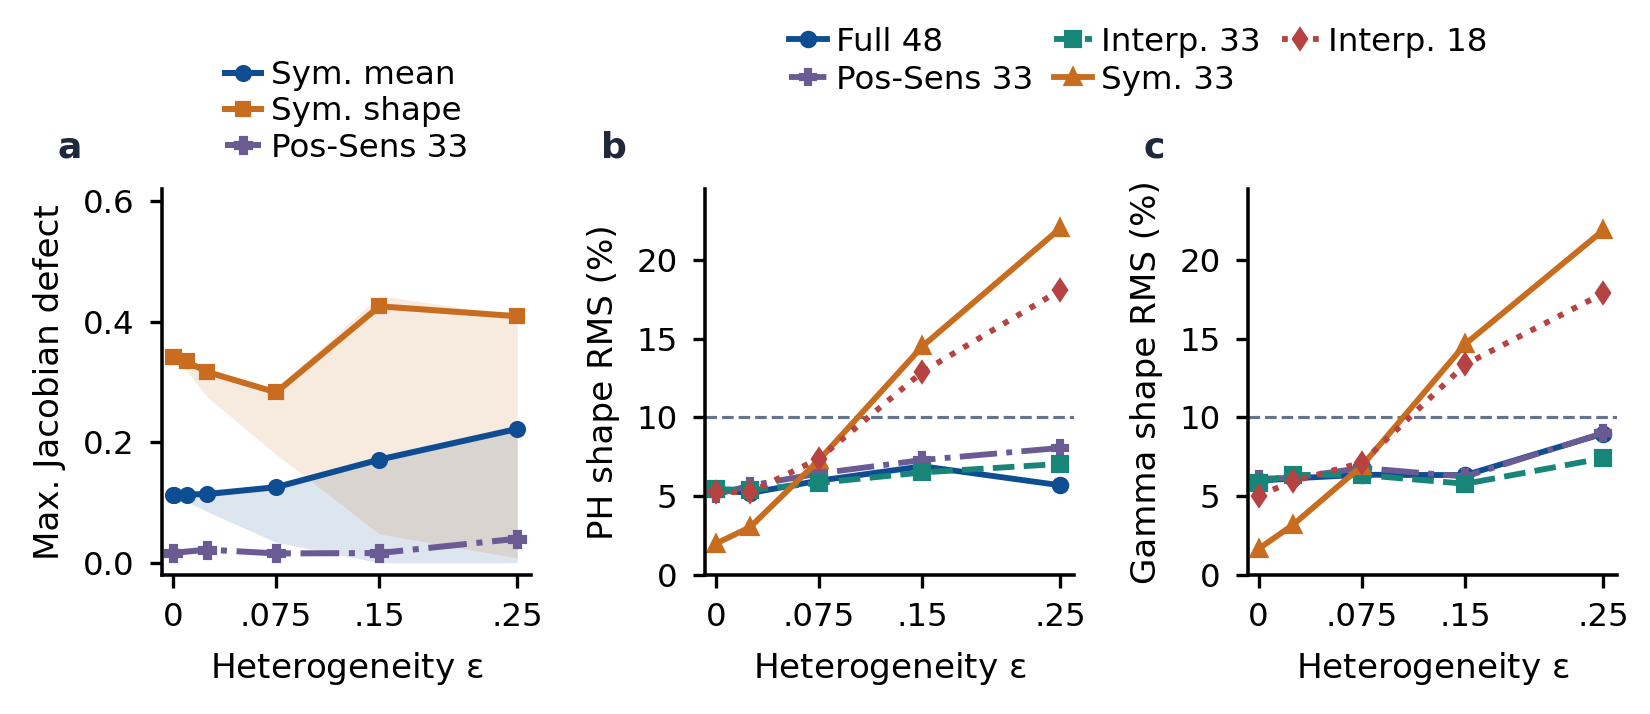 Full 48
Interp. 33
Interp. 18
Pos-Sens 33
Sym. 33
Sym. mean
Sym. shape
Pos-Sens 33
a
Max. Jacobian defect
0.6
0.4
0.2
0.0
0
.075
.15
.25
Heterogeneity ε
b
PH shape RMS (%)
20
15
10
5
0
0
.075
.15
.25
Heterogeneity ε
c
Gamma shape RMS (%)
20
15
10
5
0
0
.075
.15
.25
Heterogeneity ε